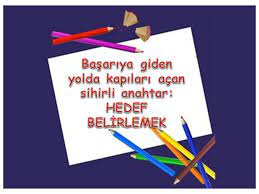 Başarıya giden
yolda kapıları açan
sihirli anahtar:
HEDEF
BELİRLEMEK